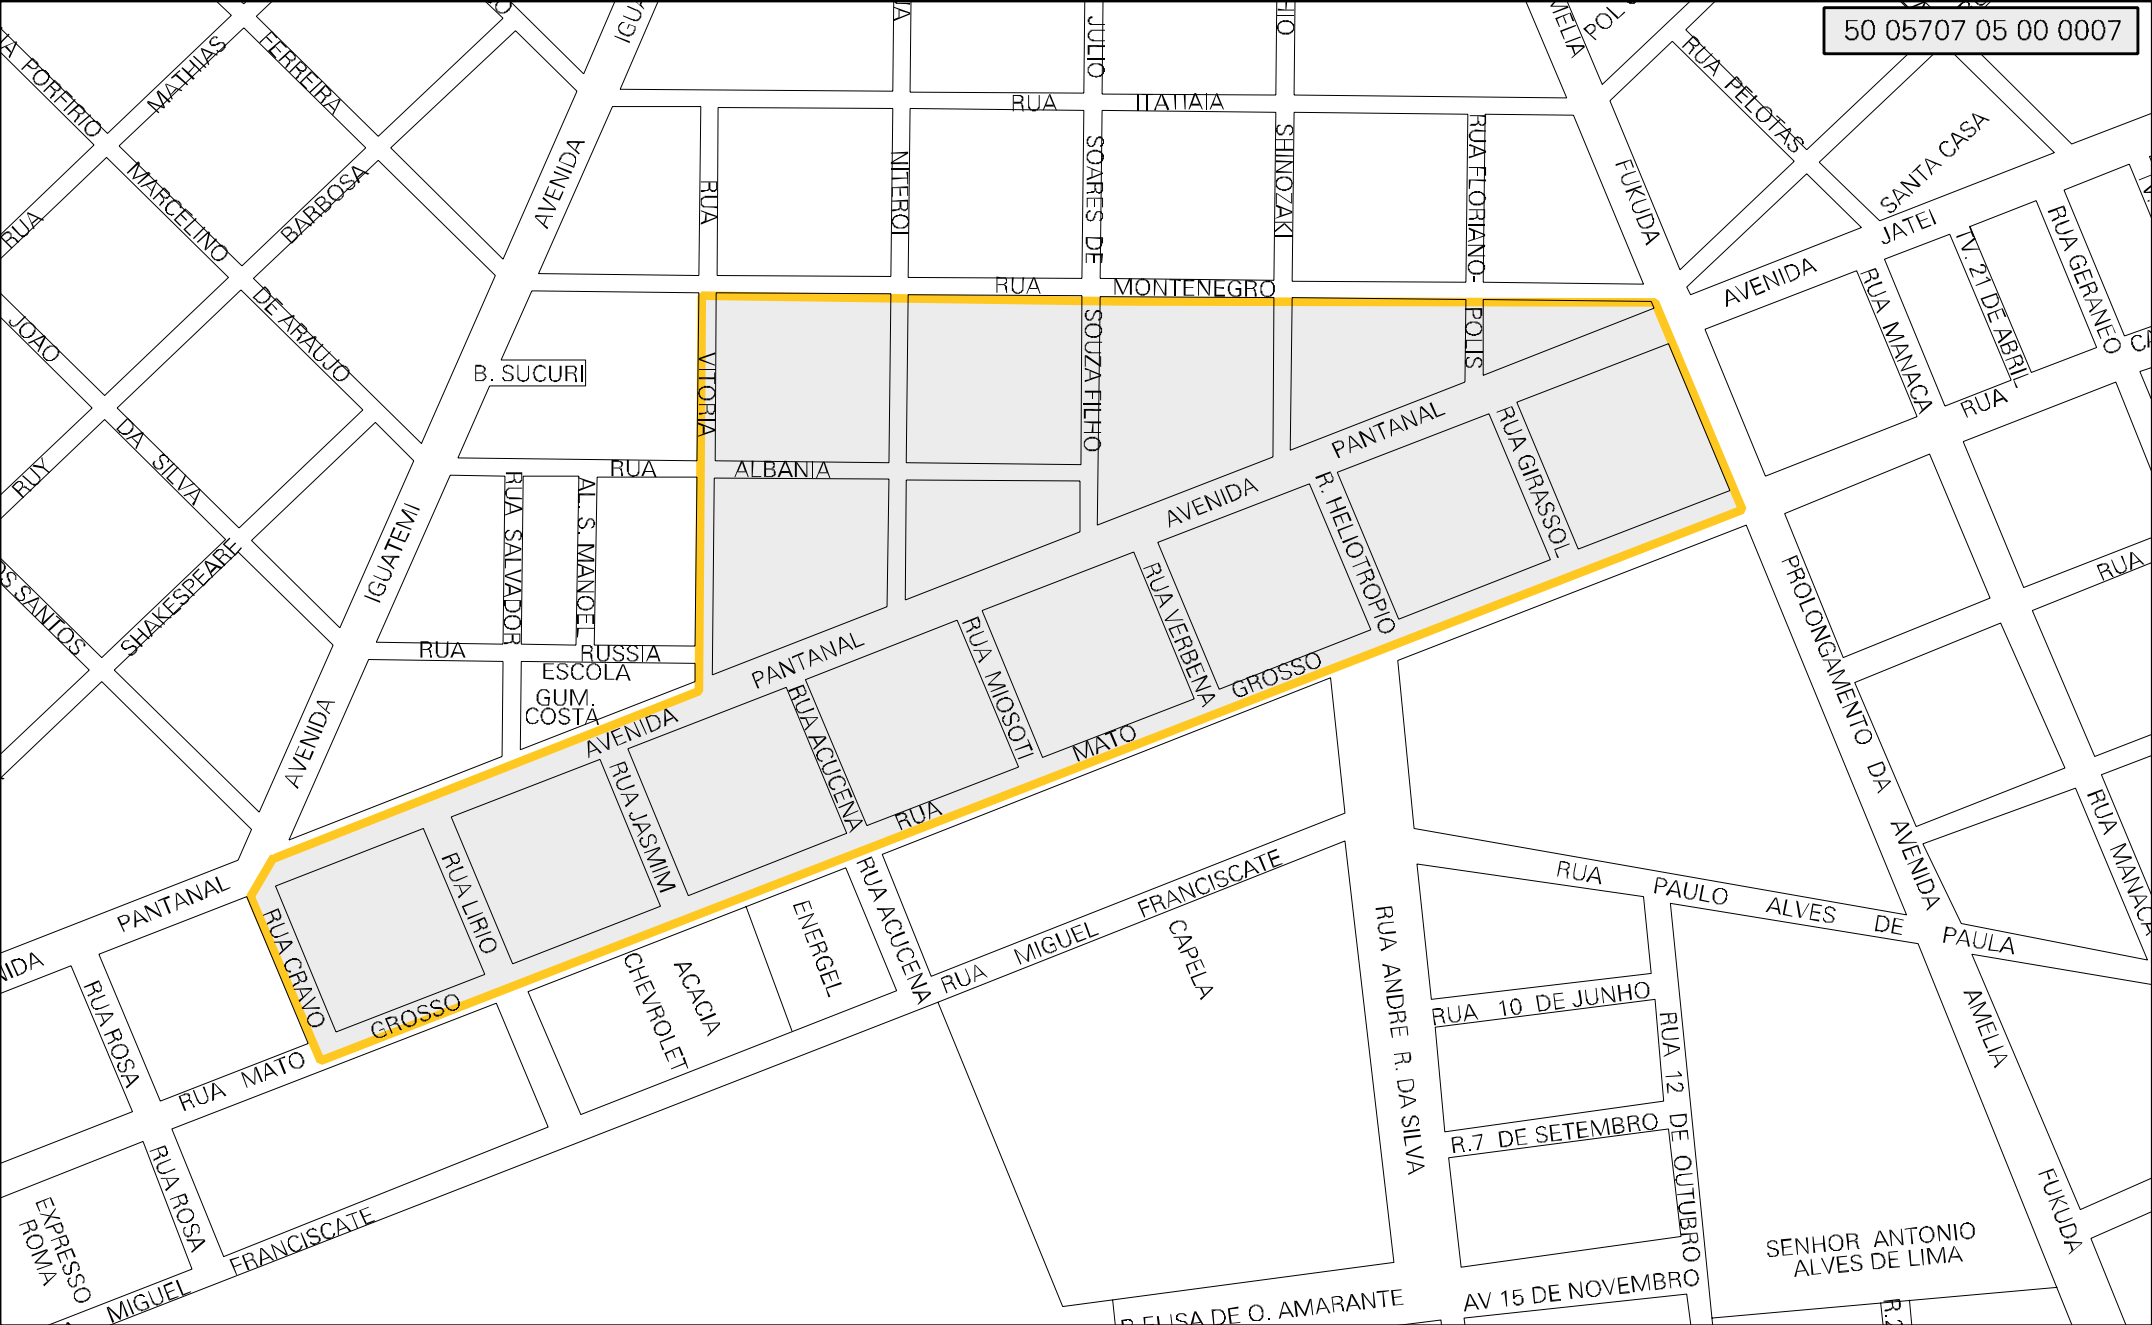 50 05707 05 00 0007
PORFIRIO
MATHIAS
FERREIRA
RUA
MARCELINO
BARBOSA
DE ARAUJO
JOAO
DA SILVA
RUY
SHAKESPEARE
SANTOS
AVENIDA
IGUATEMI
AVENIDA
RUA ITATIAIA
JULIO
SOARES DE
SOUZA FILHO
RUA
VITORIA
NITEROI
SHINOZAKI
RUA FLORIANO-
POLIS
RUA MONTENEGRO
FUKUDA
RUA PELOTAS
SANTA CASA
AVENIDA JATEI
RUA MANACA
TV. 21 DE ABRIL
RUA GERANEO
RUA
B. SUCURI
RUA ALBANIA
RUA SALVADOR
AL. S. MANOEL
RUA RUSSIA
ESCOLA
GUM.
COSTA
AVENIDA PANTANAL
AVENIDA PANTANAL
PANTANAL
RUA CRAVO
RUA LIRIO
RUA JASMIM
RUA ACUCENA
RUA MIOSOTI
RUA VERBENA
R. HELIOTROPIO
RUA GIRASSOL
RUA MATO GROSSO
RUA MATO GROSSO
RUA ROSA
RUA ROSA
EXPRESSO
ROMA
MIGUEL FRANCISCATE
CHEVROLET
ACACIA
ENERGEL
RUA ACUCENA
RUA MIGUEL FRANCISCATE
CAPELA
RUA ANDRE R. DA SILVA
RUA PAULO ALVES DE PAULA
RUA 10 DE JUNHO
R.7 DE SETEMBRO
RUA 12 DE OUTUBRO
AV 15 DE NOVEMBRO
ELISA DE O. AMARANTE
SENHOR ANTONIO
ALVES DE LIMA
PROLONGAMENTO DA AVENIDA AMELIA FUKUDA
RUA
RUA MANACA